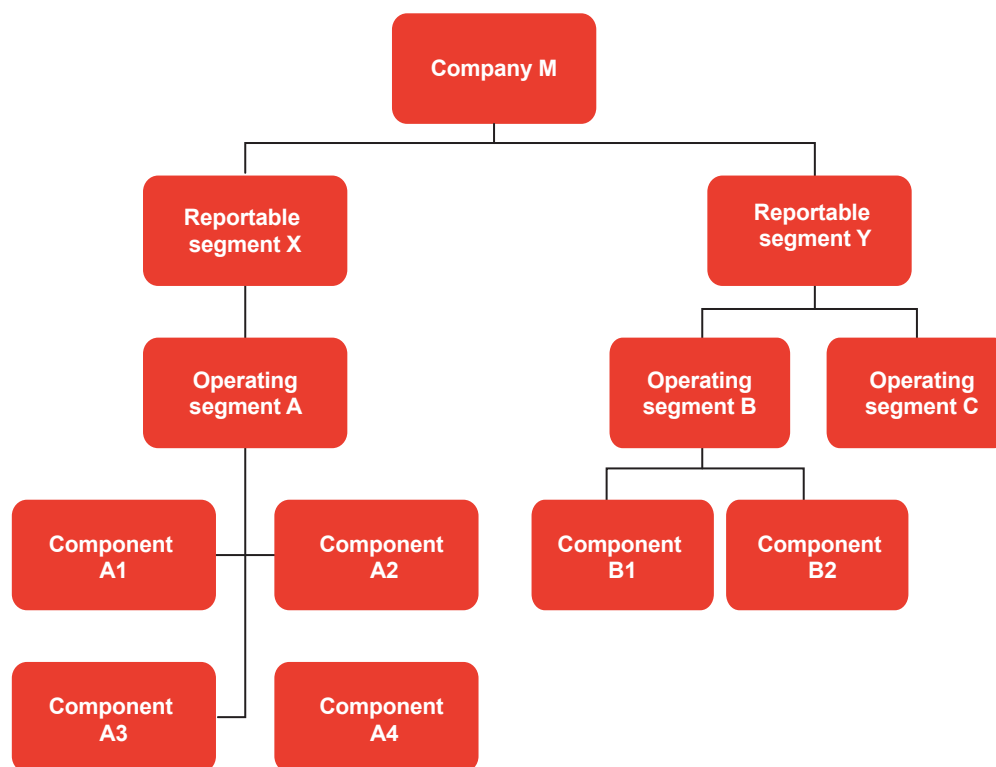 Company M
Reportable
segment X
Reportable
segment Y
Operating
segment A
Operating
segment B
Operating
segment C
Component
A1
Component
A2
Component
B1
Component
B2
Component
A3
Component
A4